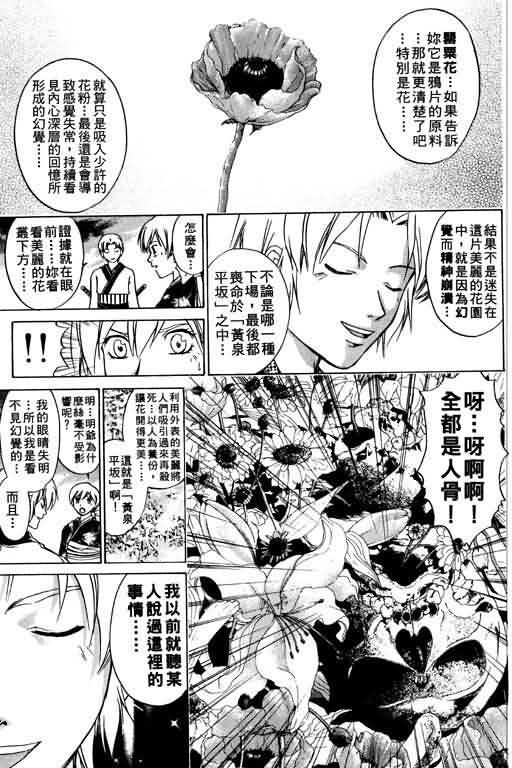 罌粟花…如果告訴
妳它是鴉片的原料
…那就更清楚了吧
…特別是花……
就算只是吸入少許的
花粉…最後還是會導
致感覺失常，持續看
見內心深層的回憶所
形成的幻覺……
結果不是迷失在
這片美麗的花園
中，就是因為幻
覺而精神崩潰…
不論是哪一種
下場，最後都
喪命於「黃泉
平坂」之中…
怎麼會…
證據就在眼
前…妳看
看美麗的花
叢下方…
!!
呀…呀啊啊！
全都是人骨！
利用外表的美麗將
人們吸引過來再殺
死…以人為養份，
讓花開得更美……
這就是「黃泉
平坂」啊！
明…明爺為什
麼絲毫不受影
響呢？
我的眼睛失明
…所以我是看
不見幻覺的…
而且…
我以前就聽某
人說過這裡的
事情……